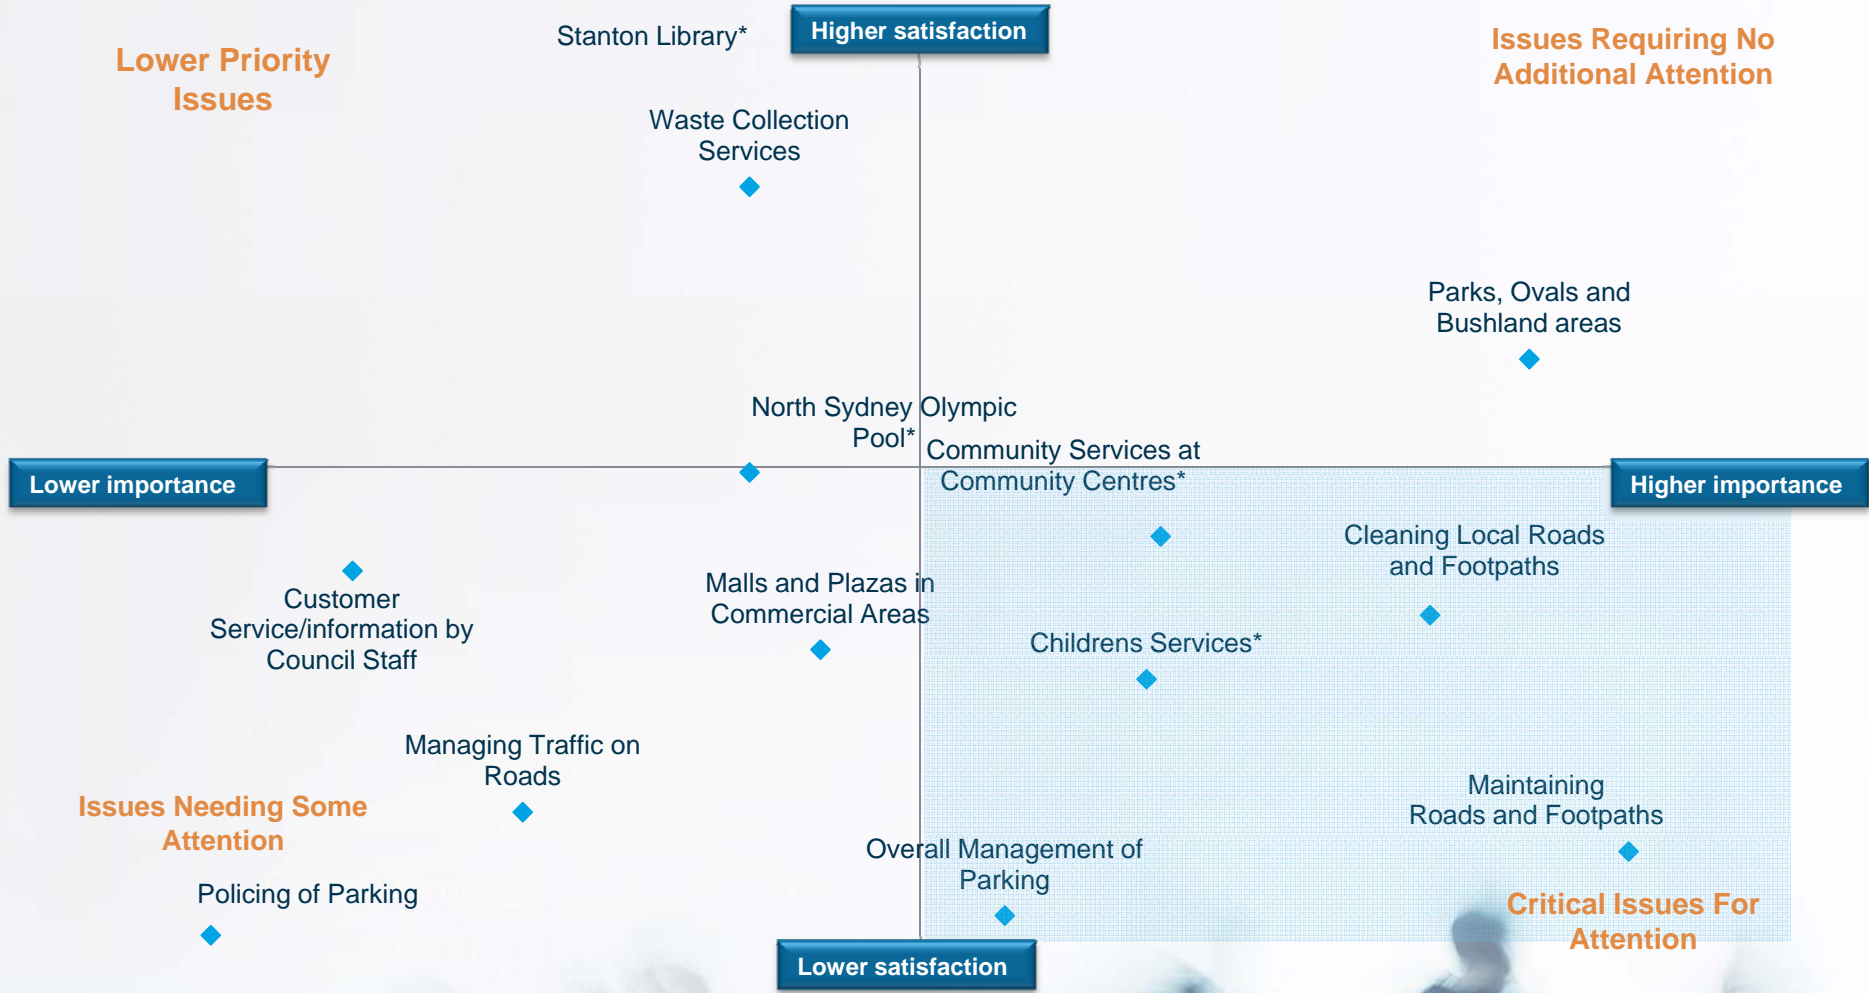 Stanton Library*
Higher satisfaction
Issues Requiring No
Additional Attention
Lower Priority
Issues
Waste Collection
Services
Parks, Ovals and
Bushland areas
North Sydney Olympic
Pool*
Community Services at
Community Centres*
Lower importance
Higher importance
Cleaning Local Roads
and Footpaths
Malls and Plazas in
Commercial Areas
Customer
Service/information by
Council Staff
Childrens Services*
Managing Traffic on
Roads
Maintaining
Roads and Footpaths
Issues Needing Some
Attention
Overall Management of
Parking
Policing of Parking
Critical Issues For
Attention
Lower satisfaction